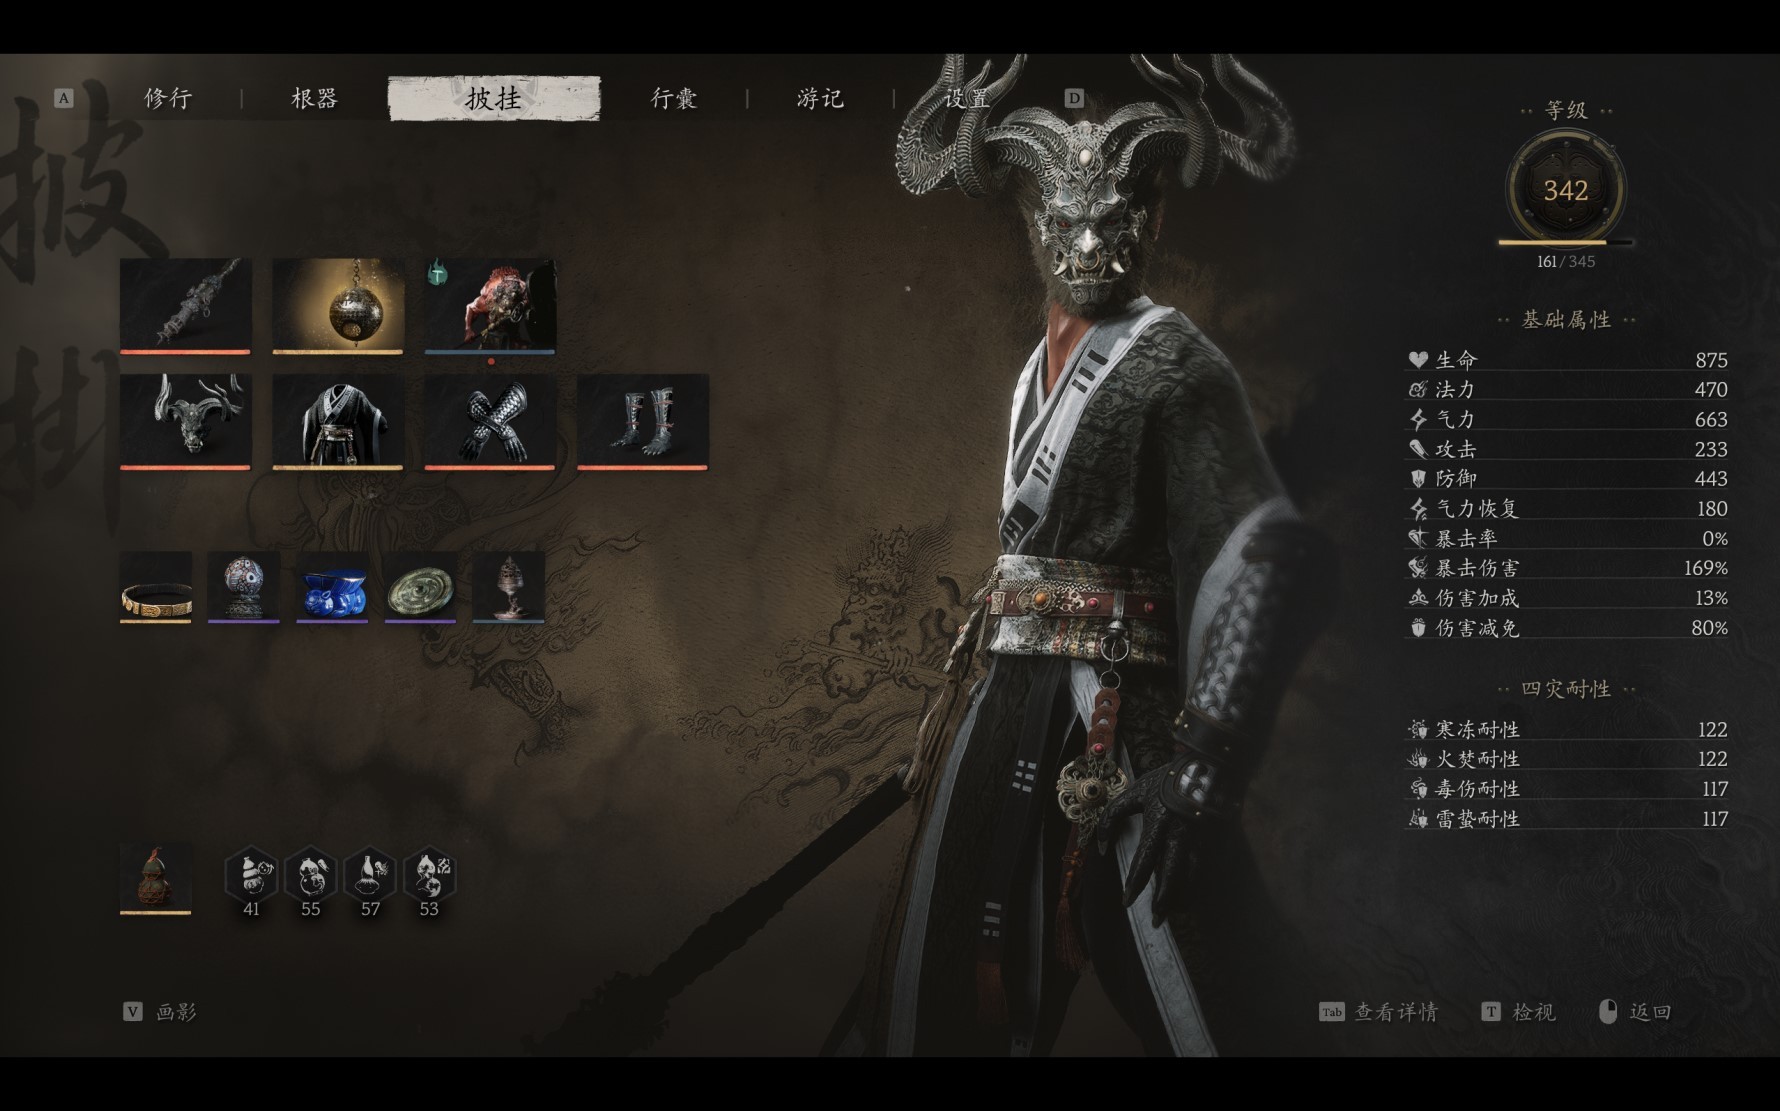 A 修行 根器 披挂 行囊 游记 设置 D
披
掛
等级
342
161/345
基础属性
生命 875
法力 470
气力 663
攻击 233
防御 443
气力恢复 180
暴击率 0%
暴击伤害 169%
伤害加成 13%
伤害减免 80%
四灾耐性
寒冻耐性 122
火焚耐性 122
毒伤耐性 117
雷蛰耐性 117
T
41 55 57 53
V 画影
Tab 查看详情 T 检视 返回